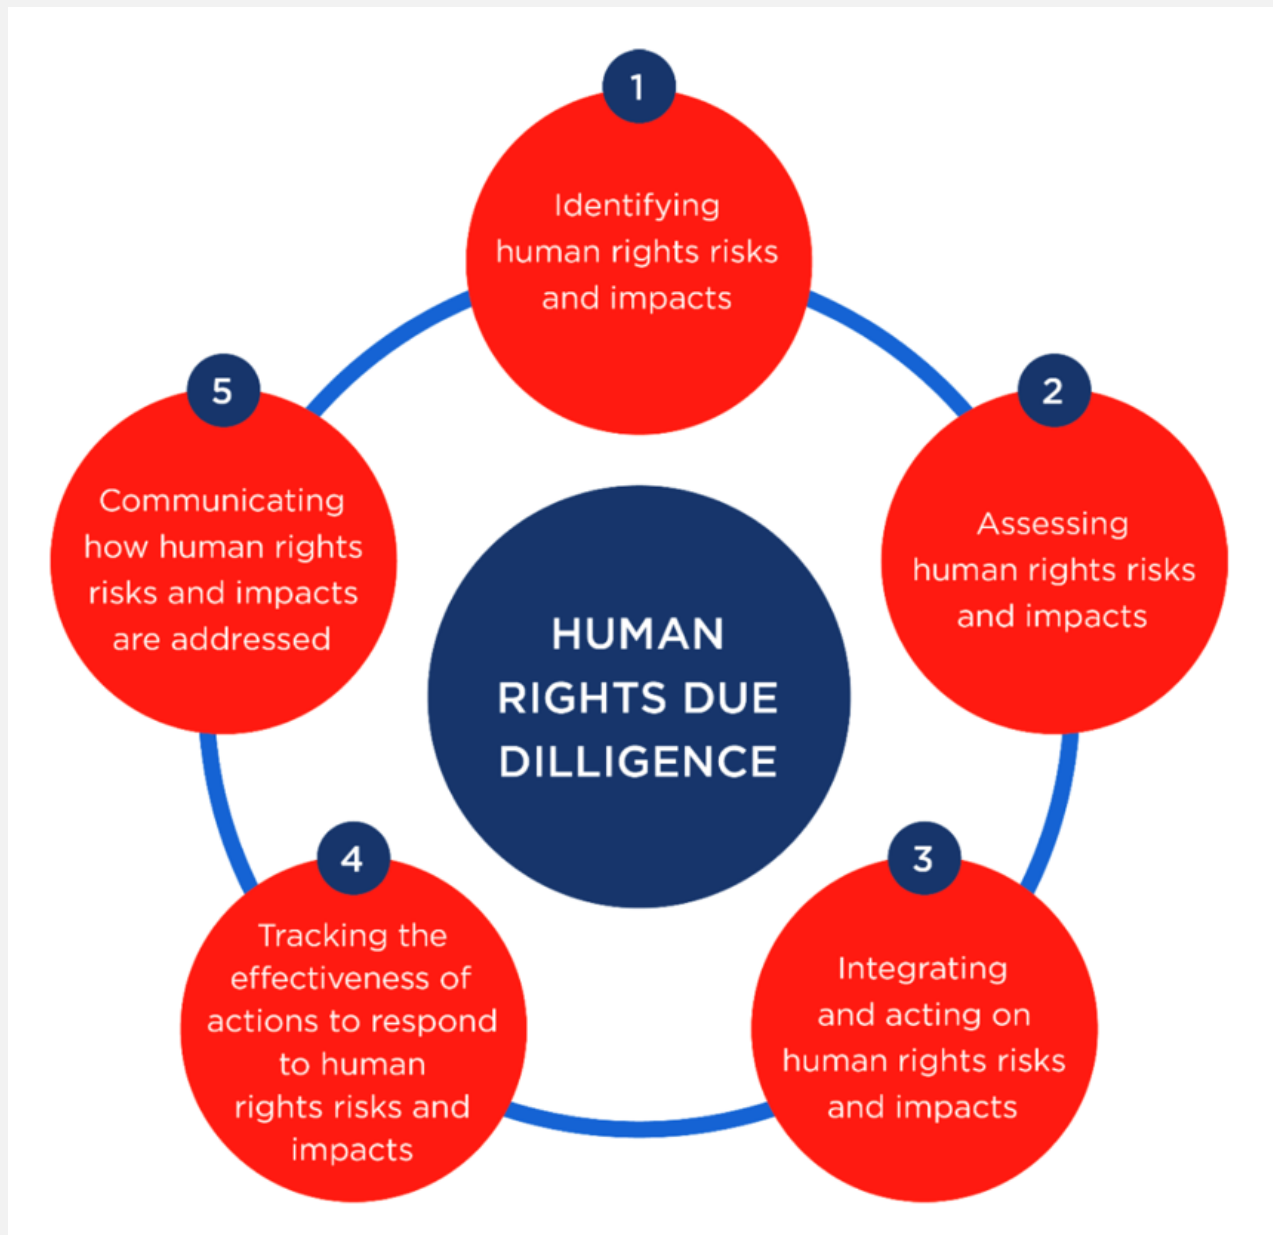 1
Identifying
human rights risks
and impacts
2
Assessing
human rights risks
and impacts
3
Integrating
and acting on
human rights risks
and impacts
4
Tracking the
effectiveness of
actions to respond
to human
rights risks and
impacts
5
Communicating
how human rights
risks and impacts
are addressed
HUMAN
RIGHTS DUE
DILLIGENCE